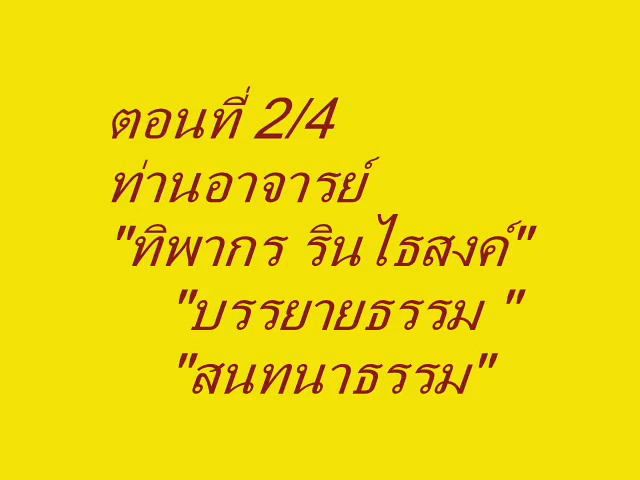 ตอนที่ 2/4
ท่านอาจารย์
"ทิพากร รินไธสงค์"
"บรรยายธรรม "
"สนทนาธรรม"